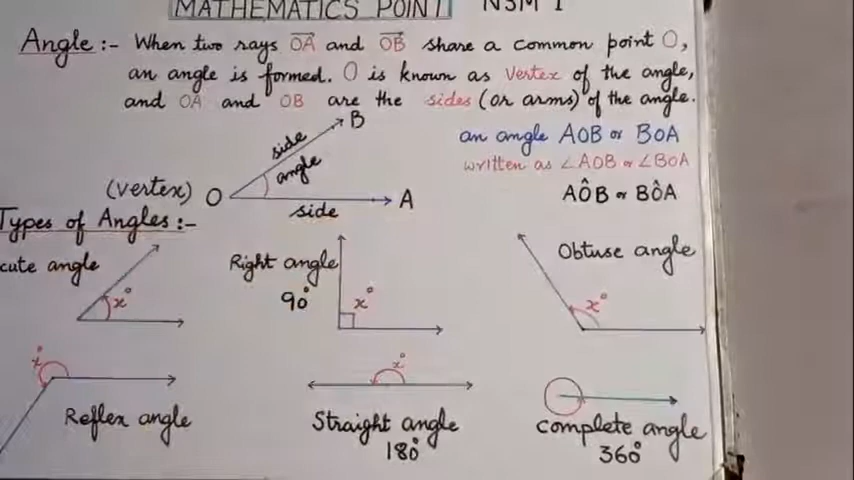 MATHEMATICS POINT NSM 1
Angle :- When two rays OA and OB share a common point O,
an angle is formed. O is known as Vertex of the angle,
and OA and OB are the sides (or arms) of the angle.
B
side
angle
an angle AOB or BOA
written as ∠AOB or ∠BOA
(vertex) O
A
side
AÔB or BÔA
Types of Angles :-
cute angle
x°
Right angle
90°
x°
Obtuse angle
x°
x°
x°
Reflex angle
Straight angle
180°
complete angle
360°